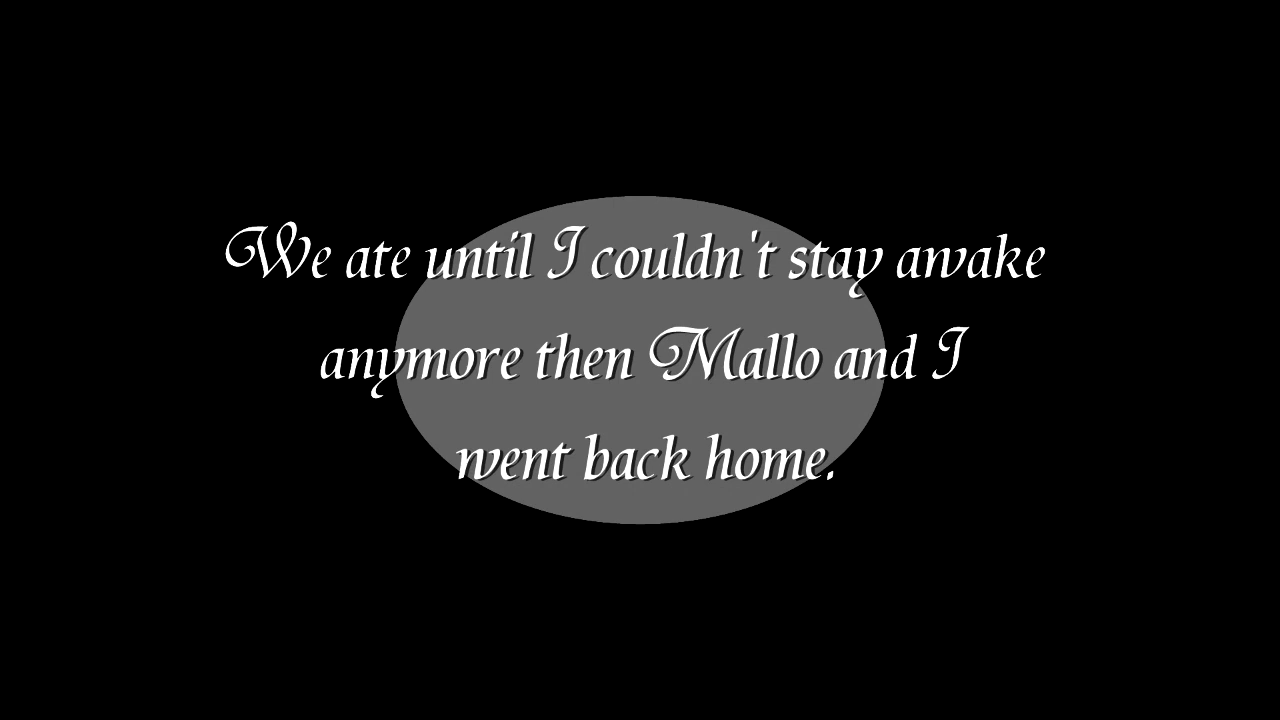 We ate until I couldn't stay awake
anymore then Mallo and I
went back home.